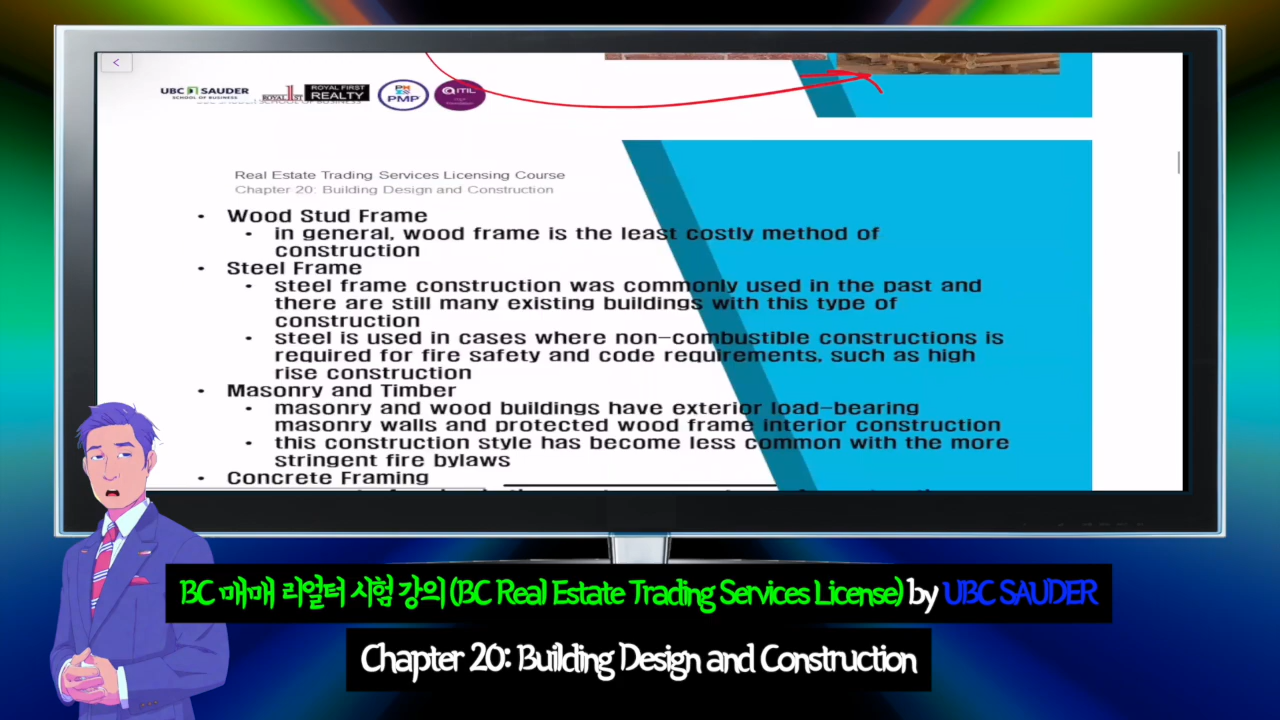 <
UBC SAUDER
SCHOOL OF BUSINESS
ROYAL 1ST
ROYAL FIRST
REALTY
PMP
ITIL
Real Estate Trading Services Licensing Course
Chapter 20: Building Design and Construction
• Wood Stud Frame
• in general, wood frame is the least costly method of
construction
• Steel Frame
• steel frame construction was commonly used in the past and
there are still many existing buildings with this type of
construction
• steel is used in cases where non-combustible constructions is
required for fire safety and code requirements, such as high
rise construction
• Masonry and Timber
• masonry and wood buildings have exterior load-bearing
masonry walls and protected wood frame interior construction
• this construction style has become less common with the more
stringent fire bylaws
• Concrete Framing
BC 매매 리얼터 시험 강의 (BC Real Estate Trading Services License) by UBC SAUDER
Chapter 20: Building Design and Construction